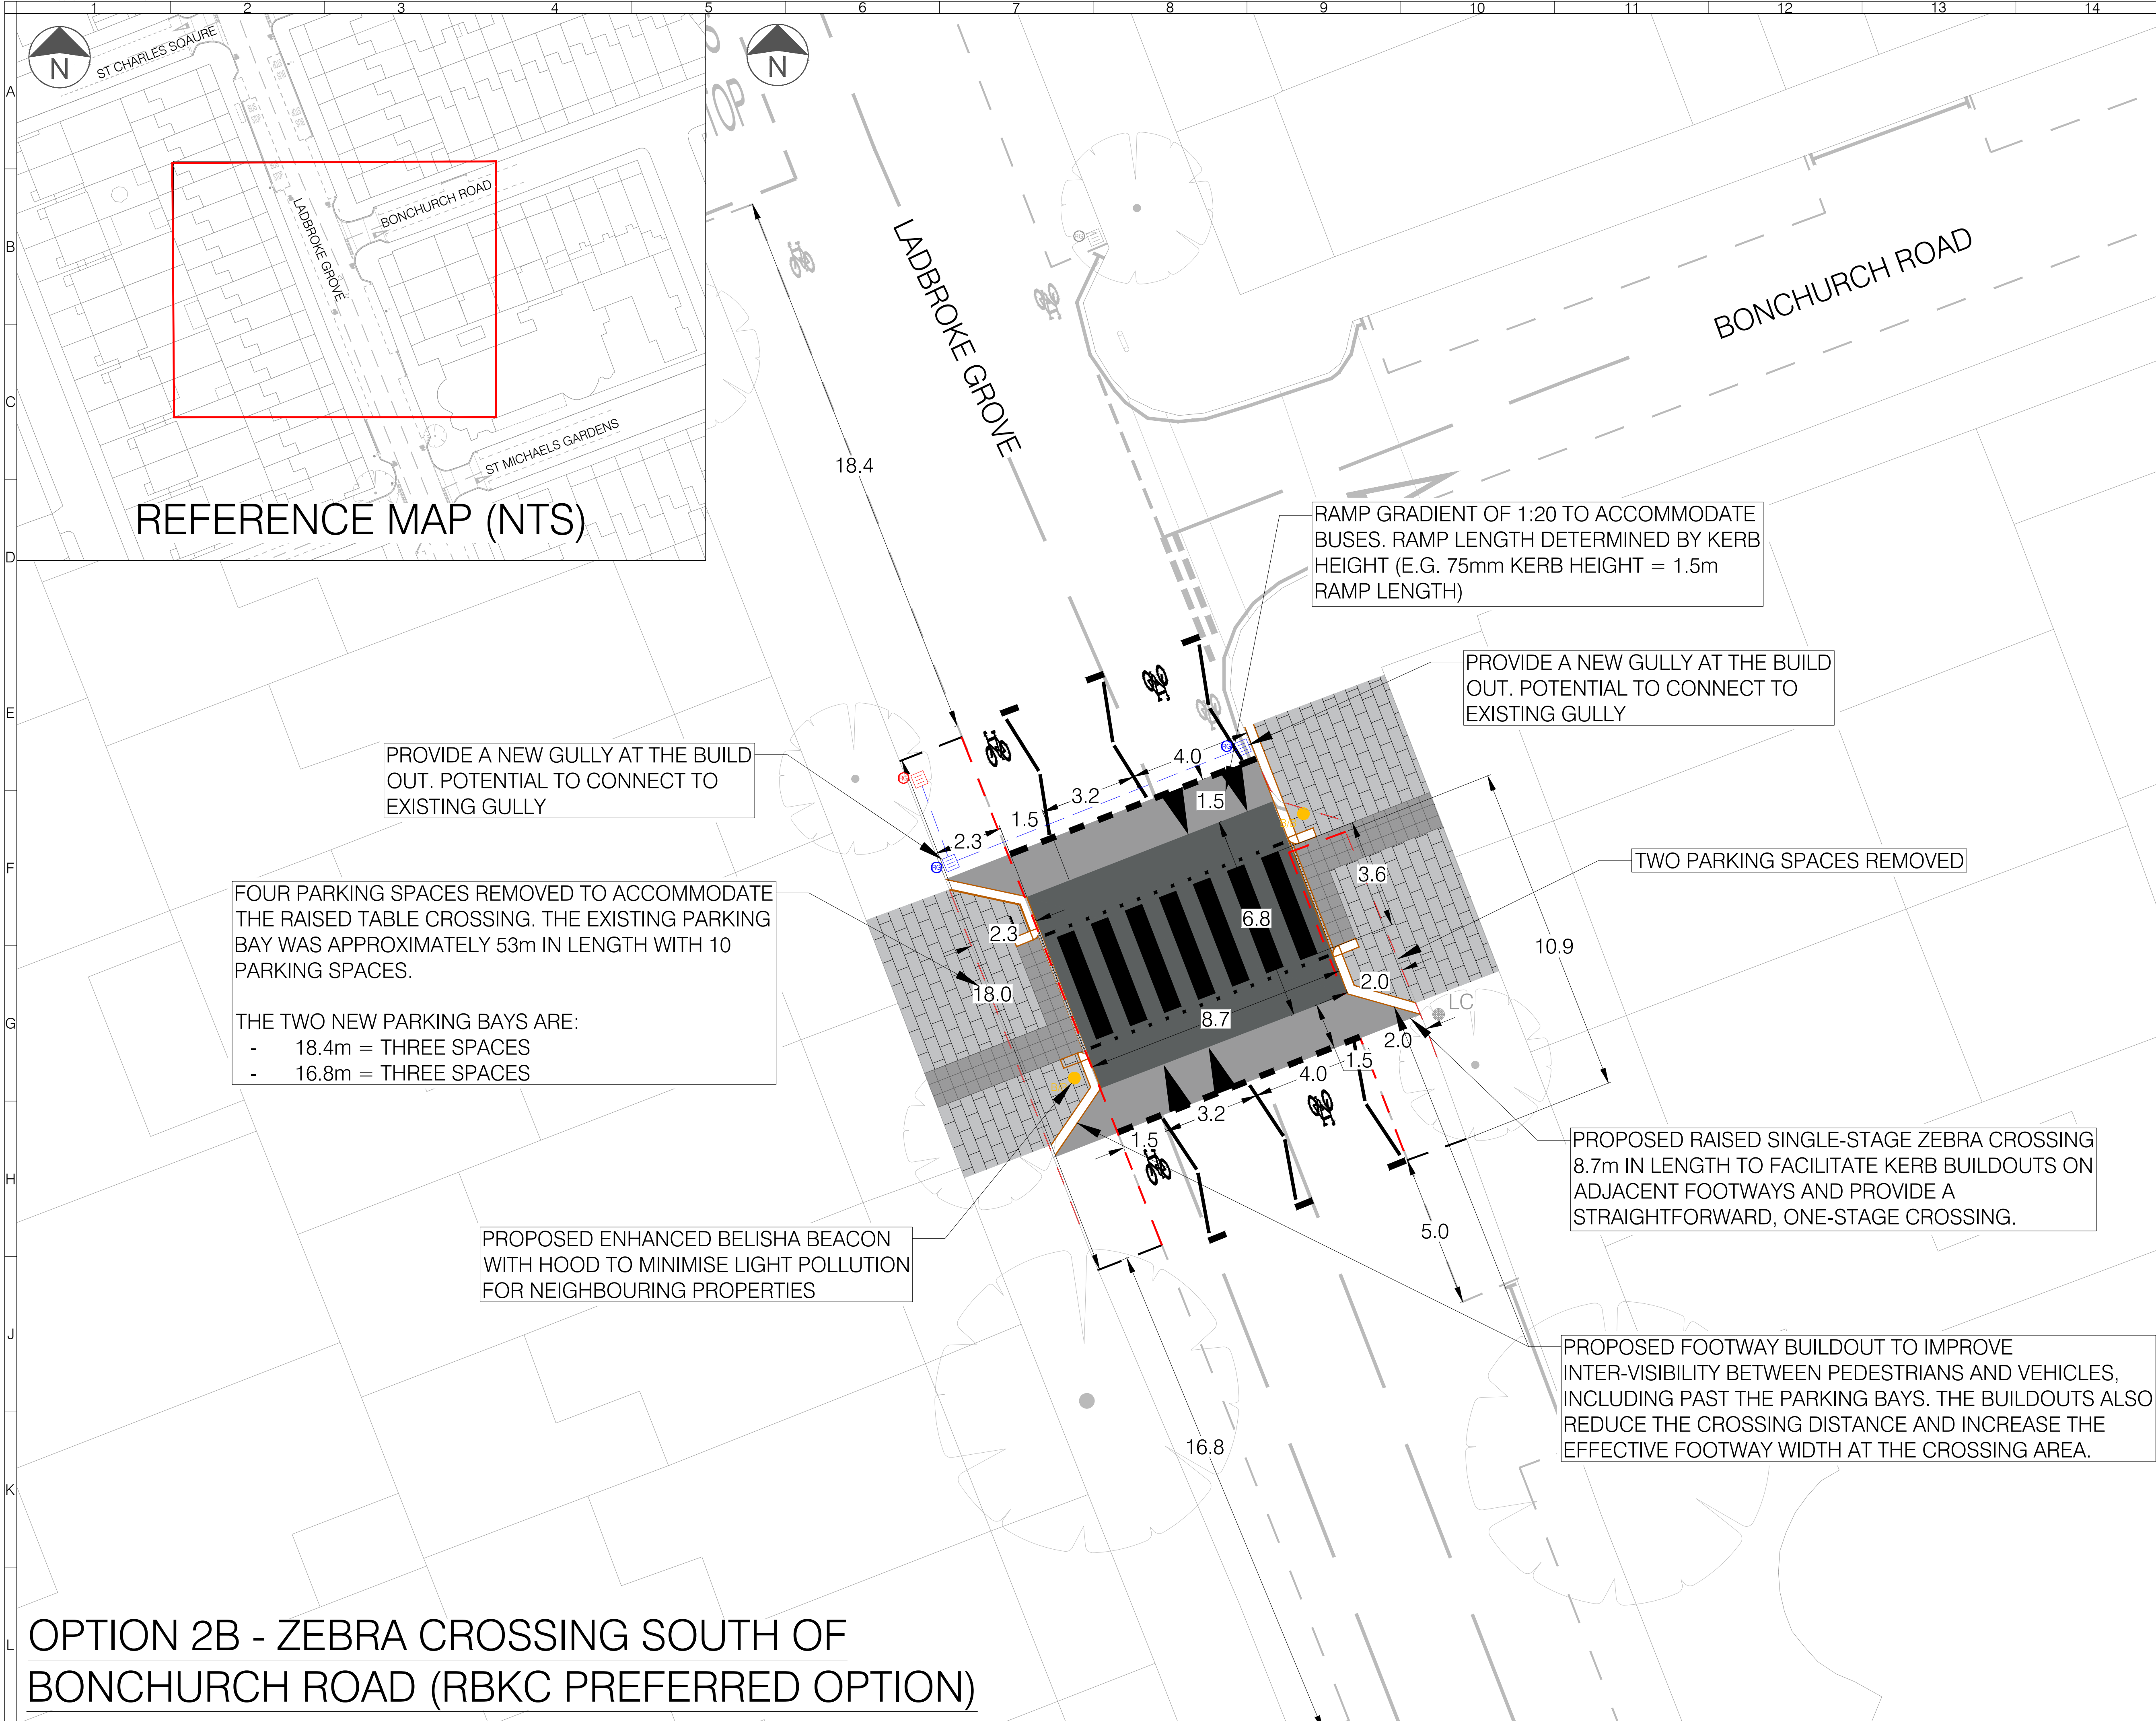 1 2 3 4 5 6 7 8 9 10 11 12 13 14
A
B
C
D
E
F
G
H
J
K
L
N
ST CHARLES SQAURE
LADBROKE GROVE
BONCHURCH ROAD
ST MICHAELS GARDENS
REFERENCE MAP (NTS)
N
LADBROKE GROVE
BONCHURCH ROAD
18.4
RAMP GRADIENT OF 1:20 TO ACCOMMODATE
BUSES. RAMP LENGTH DETERMINED BY KERB
HEIGHT (E.G. 75mm KERB HEIGHT = 1.5m
RAMP LENGTH)
PROVIDE A NEW GULLY AT THE BUILD
OUT. POTENTIAL TO CONNECT TO
EXISTING GULLY
PROVIDE A NEW GULLY AT THE BUILD
OUT. POTENTIAL TO CONNECT TO
EXISTING GULLY
4.0
3.2
1.5
1.5
2.3
TWO PARKING SPACES REMOVED
FOUR PARKING SPACES REMOVED TO ACCOMMODATE
THE RAISED TABLE CROSSING. THE EXISTING PARKING
BAY WAS APPROXIMATELY 53m IN LENGTH WITH 10
PARKING SPACES.
THE TWO NEW PARKING BAYS ARE:
- 18.4m = THREE SPACES
- 16.8m = THREE SPACES
3.6
6.8
2.3
10.9
18.0
2.0
LC
8.7
2.0
1.5
4.0
3.2
1.5
PROPOSED RAISED SINGLE-STAGE ZEBRA CROSSING
8.7m IN LENGTH TO FACILITATE KERB BUILDOUTS ON
ADJACENT FOOTWAYS AND PROVIDE A
STRAIGHTFORWARD, ONE-STAGE CROSSING.
PROPOSED ENHANCED BELISHA BEACON
WITH HOOD TO MINIMISE LIGHT POLLUTION
FOR NEIGHBOURING PROPERTIES
5.0
PROPOSED FOOTWAY BUILDOUT TO IMPROVE
INTER-VISIBILITY BETWEEN PEDESTRIANS AND VEHICLES,
INCLUDING PAST THE PARKING BAYS. THE BUILDOUTS ALSO
REDUCE THE CROSSING DISTANCE AND INCREASE THE
EFFECTIVE FOOTWAY WIDTH AT THE CROSSING AREA.
16.8
OPTION 2B - ZEBRA CROSSING SOUTH OF
BONCHURCH ROAD (RBKC PREFERRED OPTION)